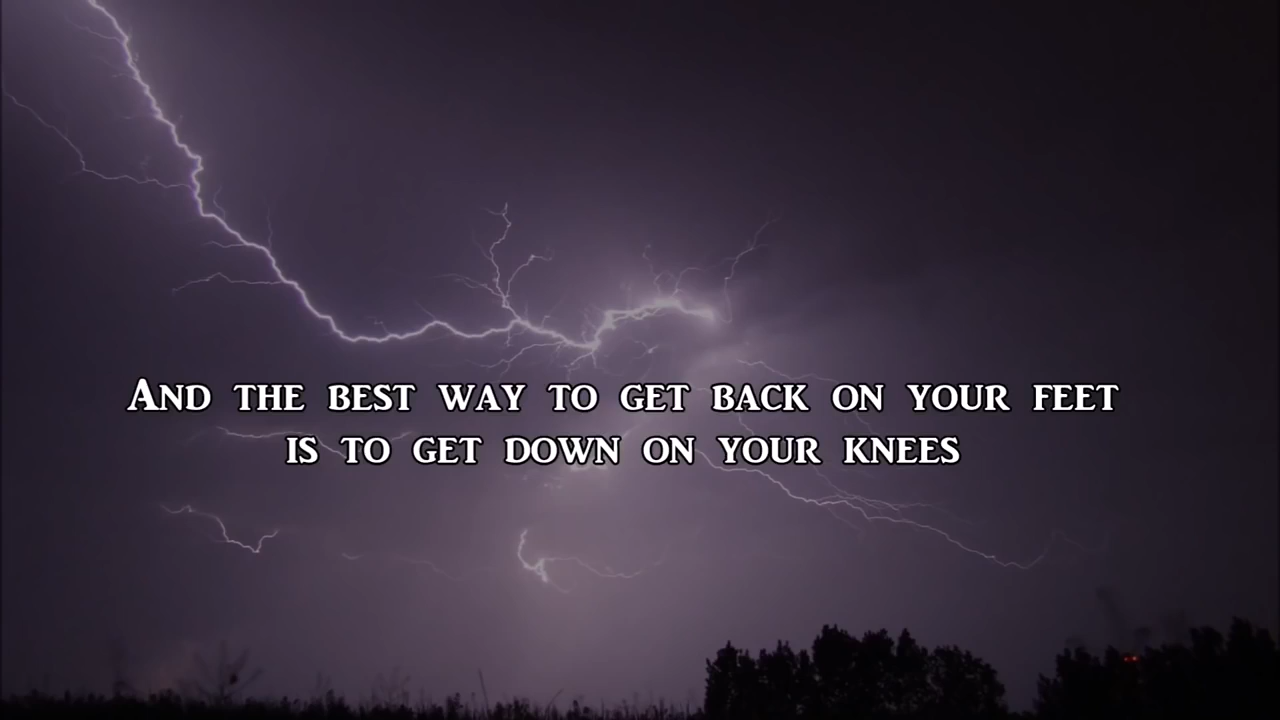 And the best way to get back on your feet
is to get down on your knees